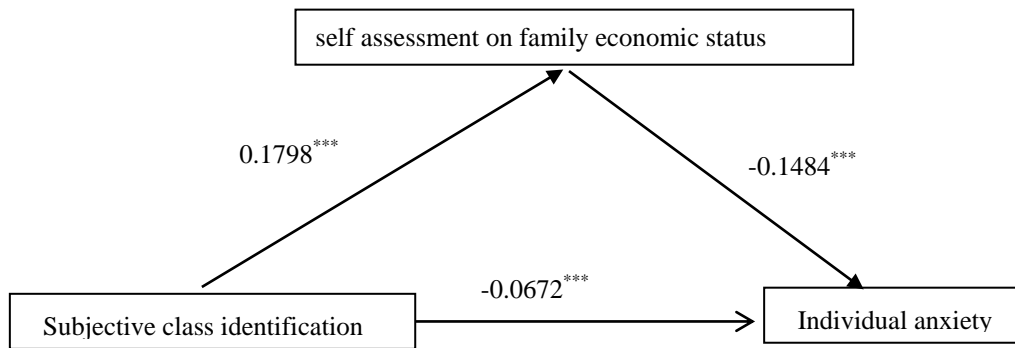 self assessment on family economic status
0.1798***
-0.1484***
-0.0672***
Subjective class identification
Individual anxiety